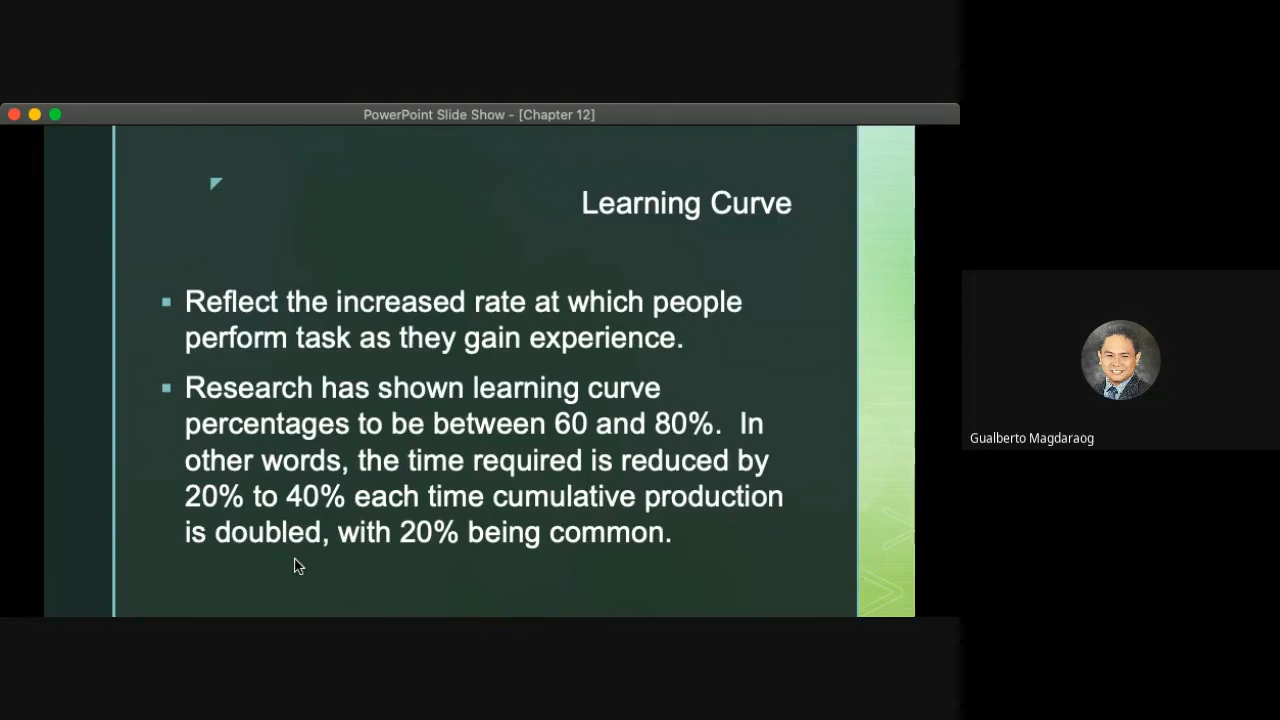 PowerPoint Slide Show - [Chapter 12]
Learning Curve
Reflect the increased rate at which people
perform task as they gain experience.
Research has shown learning curve
percentages to be between 60 and 80%.  In
other words, the time required is reduced by
20% to 40% each time cumulative production
is doubled, with 20% being common.
Gualberto Magdaraog